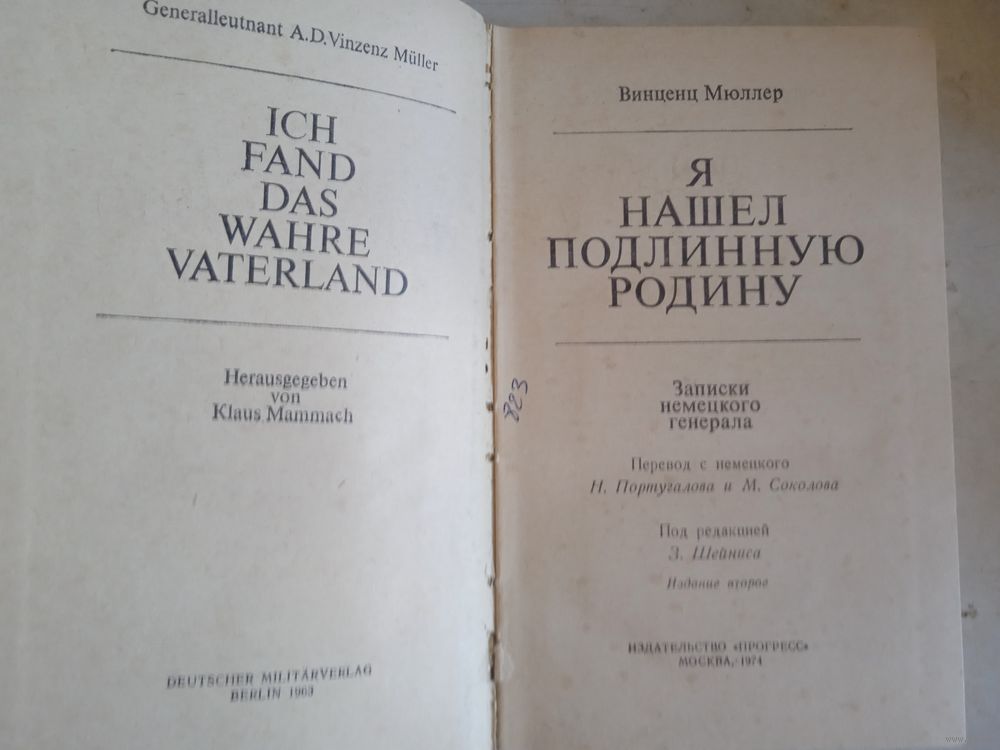 Generalleutnant A.D. Vinzenz Müller
ICH
FAND
DAS
WAHRE
VATERLAND
Herausgegeben
von
Klaus Mammach
DEUTSCHER MILITÄRVERLAG
BERLIN 1963
Винценц Мюллер
Я
НАШЕЛ
ПОДЛИННУЮ
РОДИНУ
823
Записки
немецкого
генерала
Перевод с немецкого
Н. Португалова и М. Соколова
Под редакцией
З. Шейниса
Издание второе
ИЗДАТЕЛЬСТВО «ПРОГРЕСС»
МОСКВА, 1974